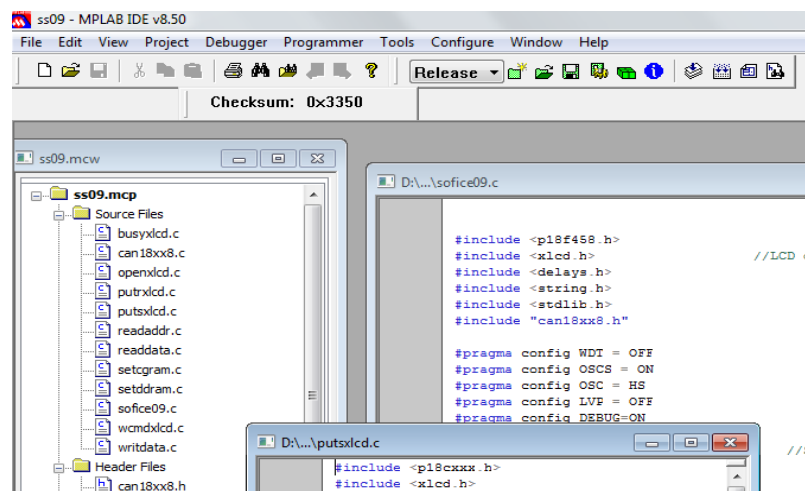 ss09 - MPLAB IDE v8.50
File Edit View Project Debugger Programmer Tools Configure Window Help
Release
Checksum: 0x3350
ss09.mcw
ss09.mcp
Source Files
busyxlcd.c
can18xx8.c
openxlcd.c
putrxlcd.c
putsxlcd.c
readaddr.c
readdata.c
setcgram.c
setddram.c
sofice09.c
wcmdxlcd.c
writdata.c
Header Files
can18xx8.h
D:\...\sofice09.c
#include <p18f458.h>
#include <xlcd.h> //LCD
#include <delays.h>
#include <string.h>
#include <stdlib.h>
#include "can18xx8.h"
#pragma config WDT = OFF
#pragma config OSCS = ON
#pragma config OSC = HS
#pragma config LVP = OFF
#pragma config DEBUG=ON
//
D:\...\putsxlcd.c
#include <p18cxxx.h>
#include <xlcd.h>